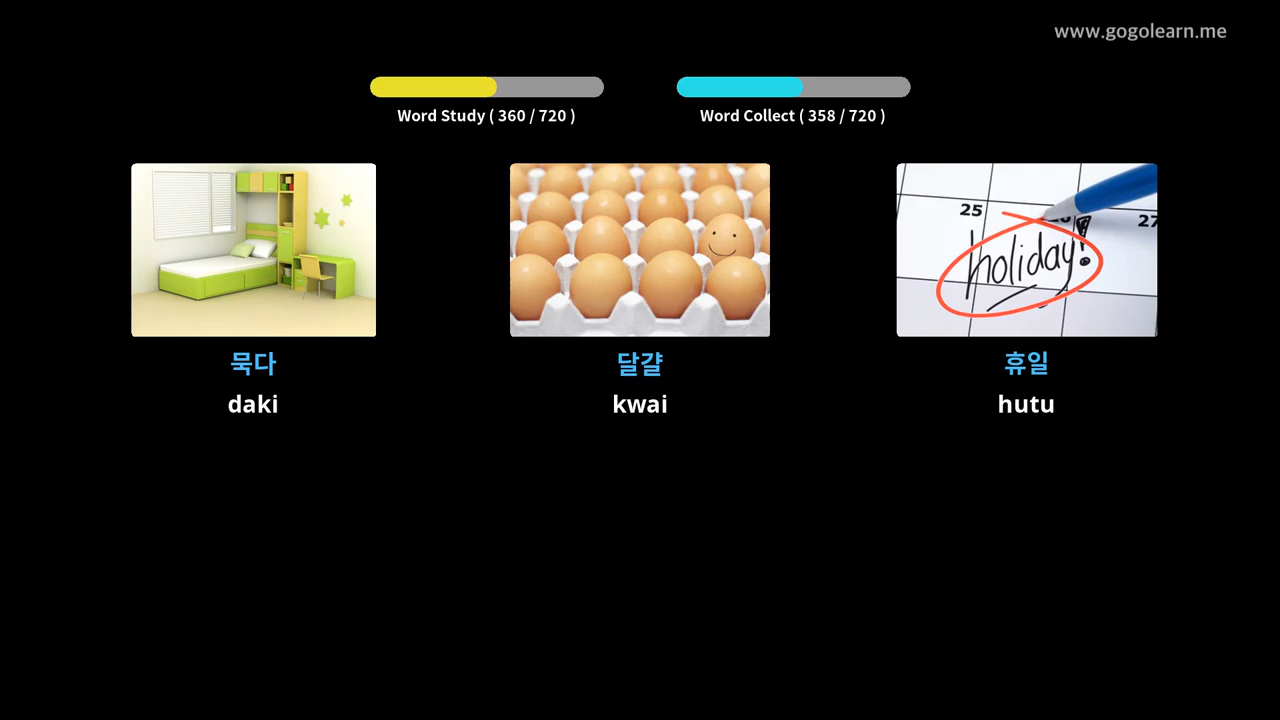 www.gogolearn.me
Word Study ( 360 / 720 )
Word Collect ( 358 / 720 )
25
27
holiday!
묵다
달걀
휴일
daki
kwai
hutu